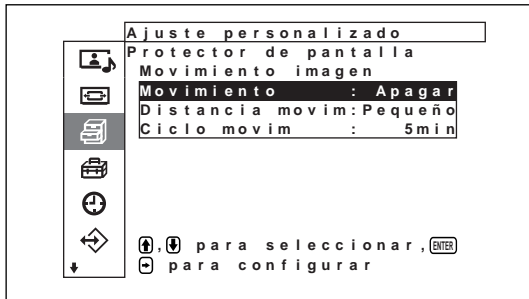 Ajuste personalizado
Protector de pantalla
Movimiento imagen
Movimiento : Apagar
Distancia movim:Pequeño
Ciclo movim : 5min
, para seleccionar, ENTER
para configurar